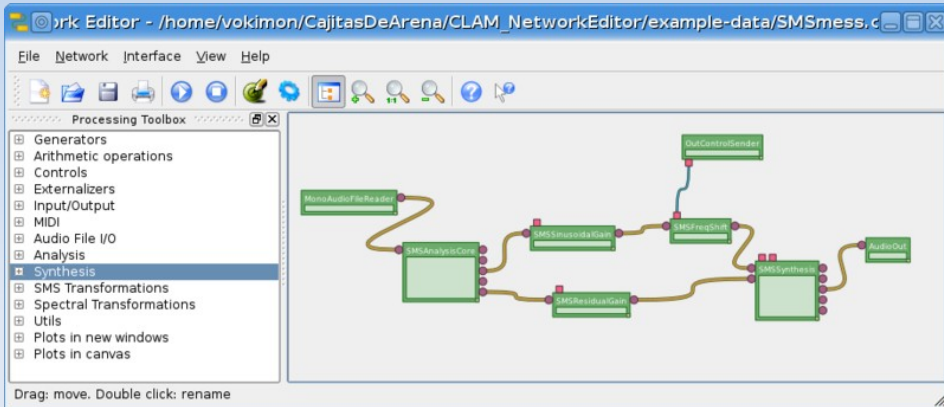 ork Editor - /home/vokimon/CajitasDeArena/CLAM_NetworkEditor/example-data/SMSmess.c
File Network Interface View Help
1:1
Processing Toolbox
Generators
Arithmetic operations
Controls
Externalizers
Input/Output
MIDI
Audio File I/O
Analysis
Synthesis
SMS Transformations
Spectral Transformations
Utils
Plots in new windows
Plots in canvas
OutControlSender
MonoAudioFileReader
SMSSinusoidalGain
SMSFreqShift
SMSAnalysisCore
AudioOut
SMSSynthesis
SMSResidualGain
Drag: move. Double click: rename